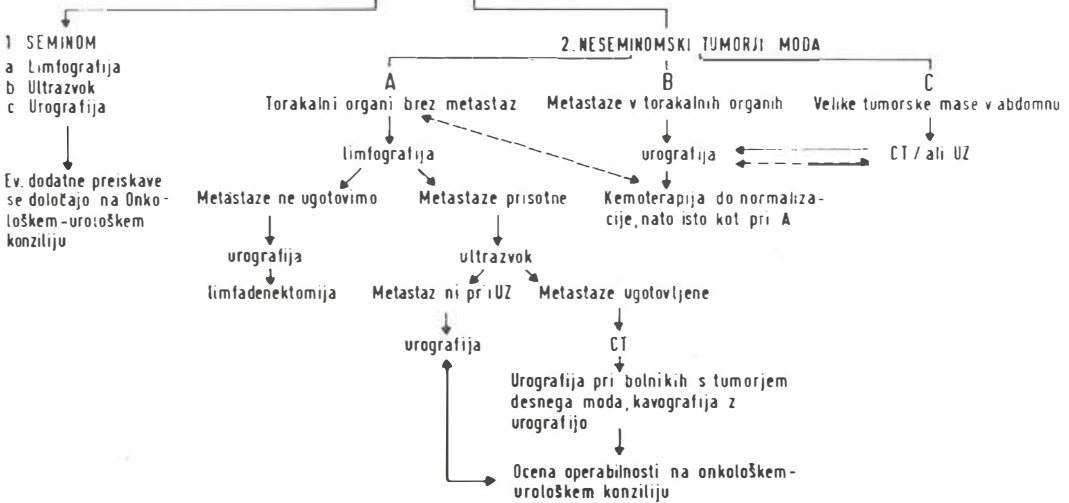 1 SEMINOM
a Limfografija
b Ultrazvok
c Urografija
Ev. dodatne preiskave
se določajo na Onko-
loškem-urološkem
konziliju
2. NESEMINOMSKI TUMORJI MODA
A
Torakalni organi brez metastaz
B
Metastaze v torakalnih organih
C
Velike tumorske mase v abdomnu
limfografija
urografija
CT / ali UZ
Metastaze ne ugotovimo
Metastaze prisotne
Kemoterapija do normaliza-
cije, nato isto kot pri A
urografija
ultrazvok
limfadenektomija
Metastaz ni pri UZ
Metastaze ugotovljene
urografija
CT
Urografija pri bolnikih s tumorjem
desnega moda, kavografija z
urografijo
Ocena operabilnosti na onkološkem-
urološkem konziliju